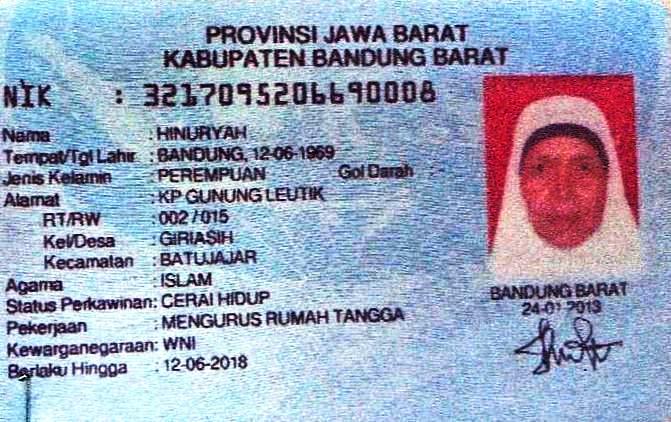 PROVINSI JAWA BARAT
KABUPATEN BANDUNG BARAT
NIK : 3217095206690008
Nama : HINURYAH
Tempat/Tgl Lahir : BANDUNG, 12-06-1969
Jenis Kelamin : PEREMPUAN Gol Darah : -
Alamat : KP GUNUNG LEUTIK
RT/RW : 002 / 015
Kel/Desa : GIRIASIH
Kecamatan : BATUJAJAR
Agama : ISLAM
Status Perkawinan: CERAI HIDUP
Pekerjaan : MENGURUS RUMAH TANGGA
Kewarganegaraan: WNI
Berlaku Hingga : 12-06-2018
BANDUNG BARAT
24-01-2013